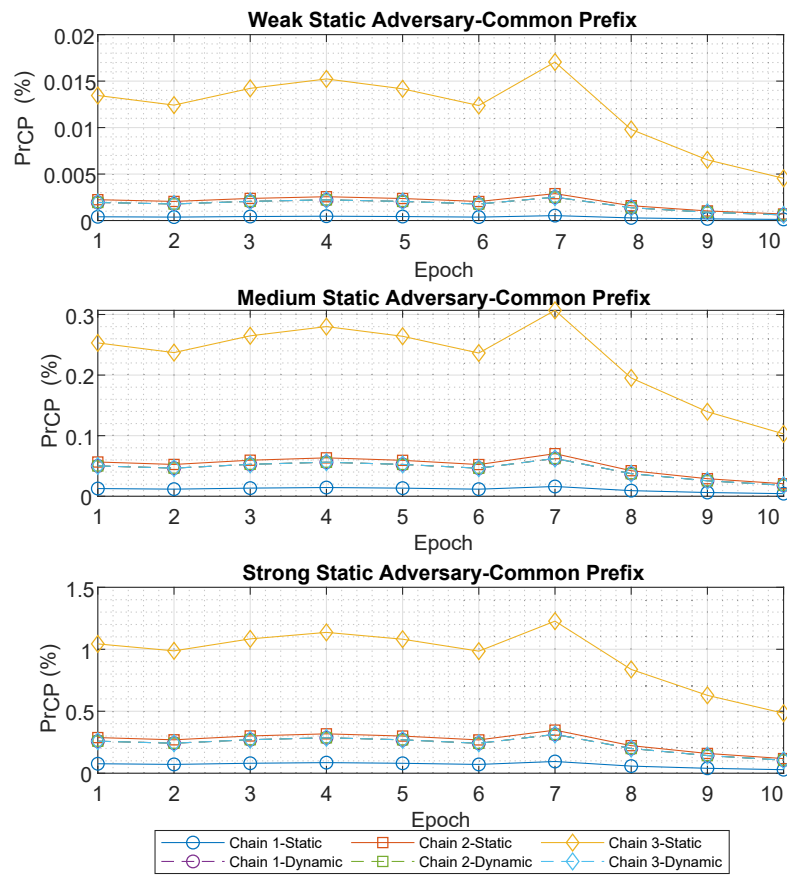 Weak Static Adversary-Common Prefix
0.02
0.015
0.01
0.005
0
PrCP (%)
1 2 3 4 5 6 7 8 9 10
Epoch
Medium Static Adversary-Common Prefix
0.3
0.2
0.1
0
PrCP (%)
1 2 3 4 5 6 7 8 9 10
Epoch
Strong Static Adversary-Common Prefix
1.5
1
0.5
0
PrCP (%)
1 2 3 4 5 6 7 8 9 10
Epoch
Chain 1-Static Chain 2-Static Chain 3-Static
Chain 1-Dynamic Chain 2-Dynamic Chain 3-Dynamic